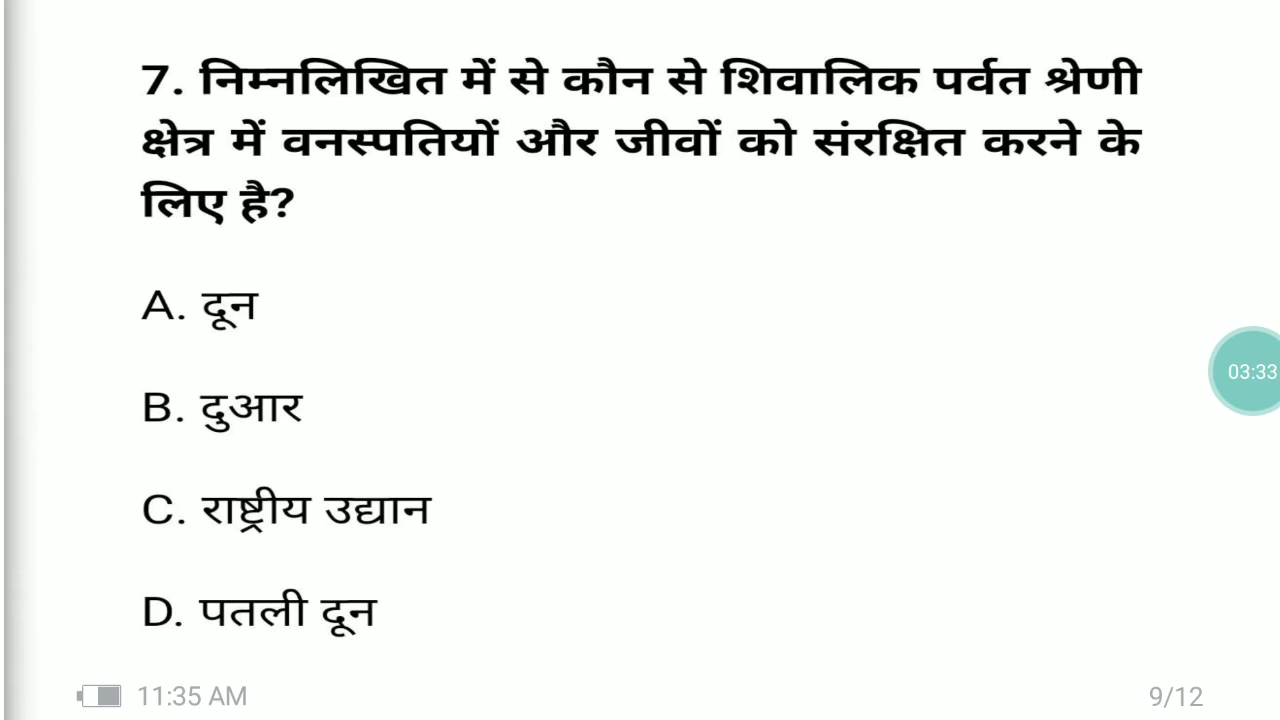 7. निम्नलिखित में से कौन से शिवालिक पर्वत श्रेणी
क्षेत्र में वनस्पतियों और जीवों को संरक्षित करने के
लिए है?
A. दून
B. दुआर
C. राष्ट्रीय उद्यान
D. पतली दून
03:33
11:35 AM
9/12